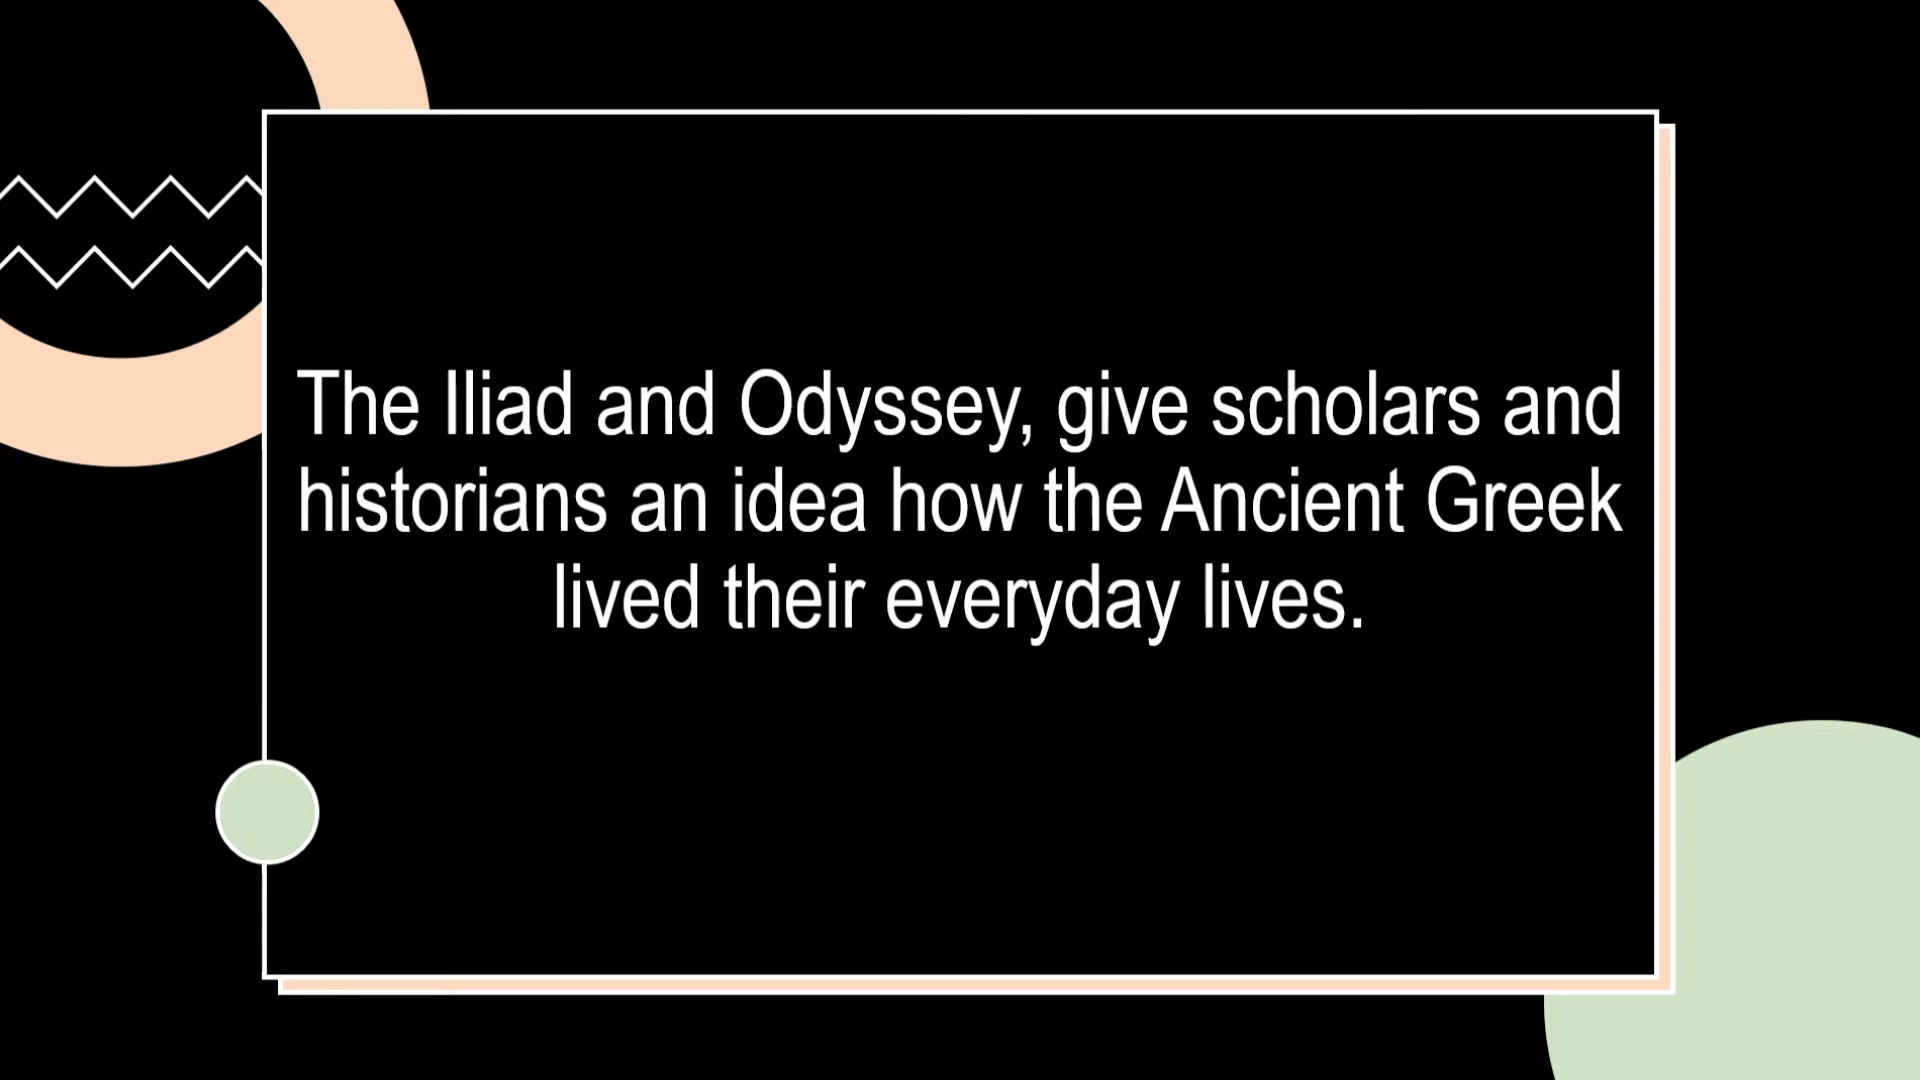 The Iliad and Odyssey, give scholars and
historians an idea how the Ancient Greek
lived their everyday lives.